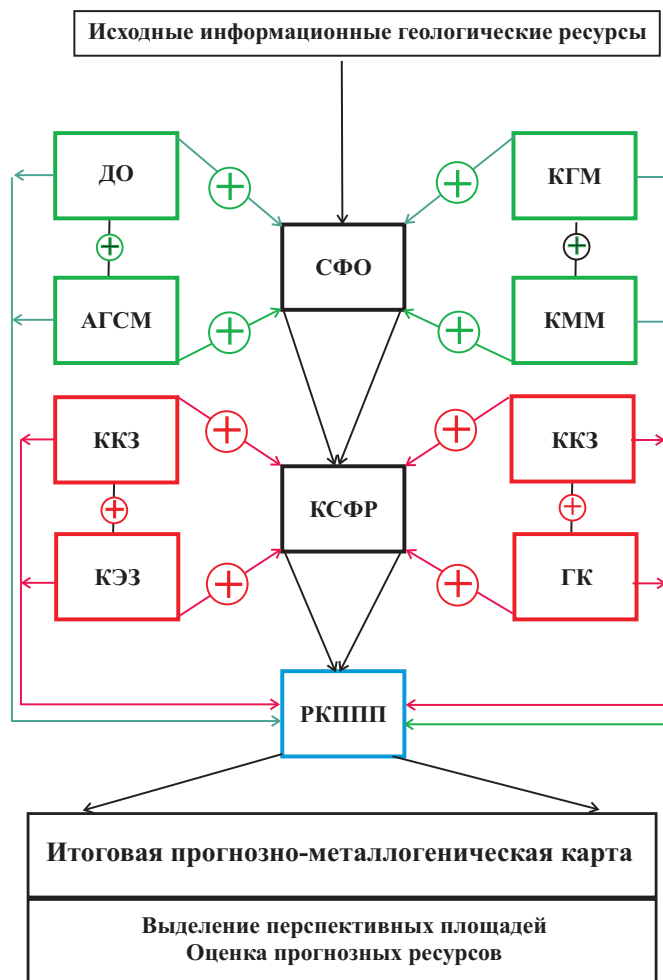 Исходные информационные геологические ресурсы
ДО
КГМ
СФО
АГСМ
КММ
ККЗ
ККЗ
КСФР
КЭЗ
ГК
РКППП
Итоговая прогнозно-металлогеническая карта
Выделение перспективных площадей
Оценка прогнозных ресурсов